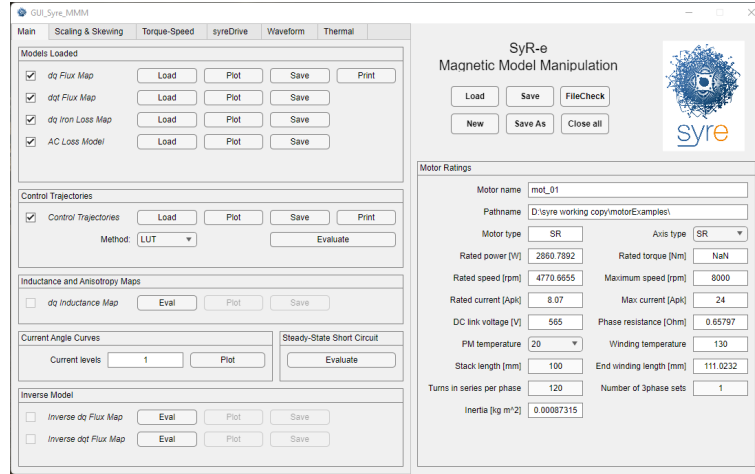 GUI_Syre_MMM
Main Scaling & Skewing Torque-Speed syreDrive Waveform Thermal
Models Loaded
dq Flux Map Load Plot Save Print
dqt Flux Map Load Plot Save
dq Iron Loss Map Load Plot Save
AC Loss Model Load Plot Save
Control Trajectories
Control Trajectories Load Plot Save Print
Method: LUT Evaluate
Inductance and Anisotropy Maps
dq Inductance Map Eval Plot Save
Current Angle Curves
Current levels 1 Plot
Steady-State Short Circuit
Evaluate
Inverse Model
Inverse dq Flux Map Eval Plot Save
Inverse dqt Flux Map Eval Plot Save
SyR-e
Magnetic Model Manipulation
Load Save FileCheck
New Save As Close all
syre
Motor Ratings
Motor name mot_01
Pathname D:\syre working copy\motorExamples\
Motor type SR Axis type SR
Rated power [W] 2860.7892 Rated torque [Nm] NaN
Rated speed [rpm] 4770.6655 Maximum speed [rpm] 8000
Rated current [Apk] 8.07 Max current [Apk] 24
DC link voltage [V] 565 Phase resistance [Ohm] 0.65797
PM temperature 20 Winding temperature 130
Stack length [mm] 100 End winding length [mm] 111.0232
Turns in series per phase 120 Number of 3phase sets 1
Inertia [kg m^2] 0.00087315